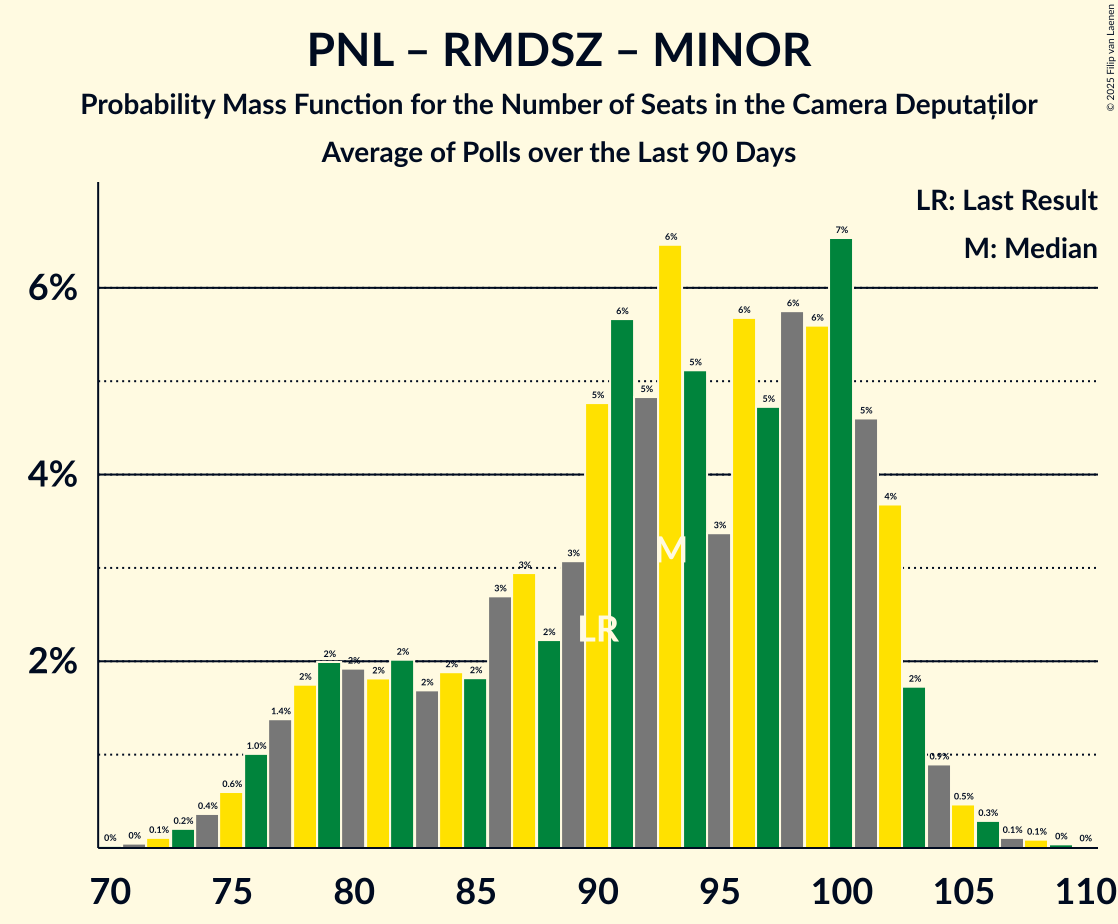 PNL – RMDSZ – MINOR
Probability Mass Function for the Number of Seats in the Camera Deputaților
Average of Polls over the Last 90 Days
© 2025 Filip van Laenen
LR: Last Result
M: Median
6%
4%
2%
0% 0% 0.1% 0.2% 0.4% 0.6% 1.0% 1.4% 2% 2% 2% 2% 2% 2% 2% 2% 3% 3% 2% 3% 5% 6% 5% 6% 5% 3% 6% 5% 6% 6% 7% 5% 4% 2% 0.9% 0.5% 0.3% 0.1% 0.1% 0% 0%
M
LR
70 75 80 85 90 95 100 105 110